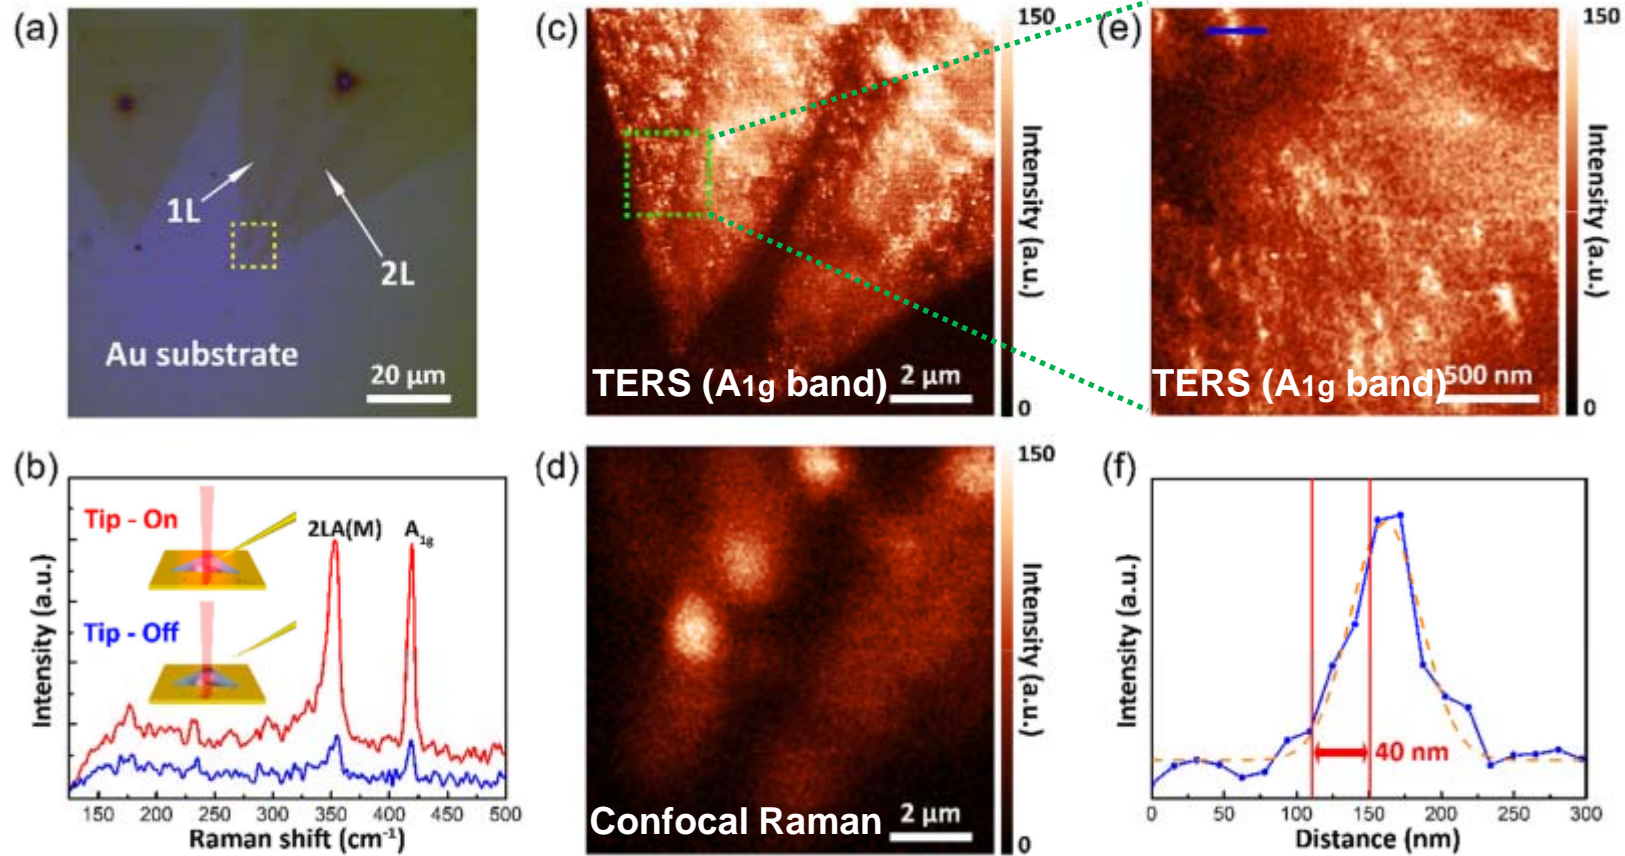 (a)
1L
2L
Au substrate
20 µm
(b)
Tip - On
Tip - Off
2LA(M)
A1g
Intensity (a.u.)
150 200 250 300 350 400 450 500
Raman shift (cm-1)
(c)
TERS (A1g band)
2 µm
150
Intensity (a.u.)
0
(d)
Confocal Raman
2 µm
150
Intensity (a.u.)
0
(e)
TERS (A1g band)
500 nm
150
Intensity (a.u.)
0
(f)
40 nm
Intensity (a.u.)
0 50 100 150 200 250 300
Distance (nm)